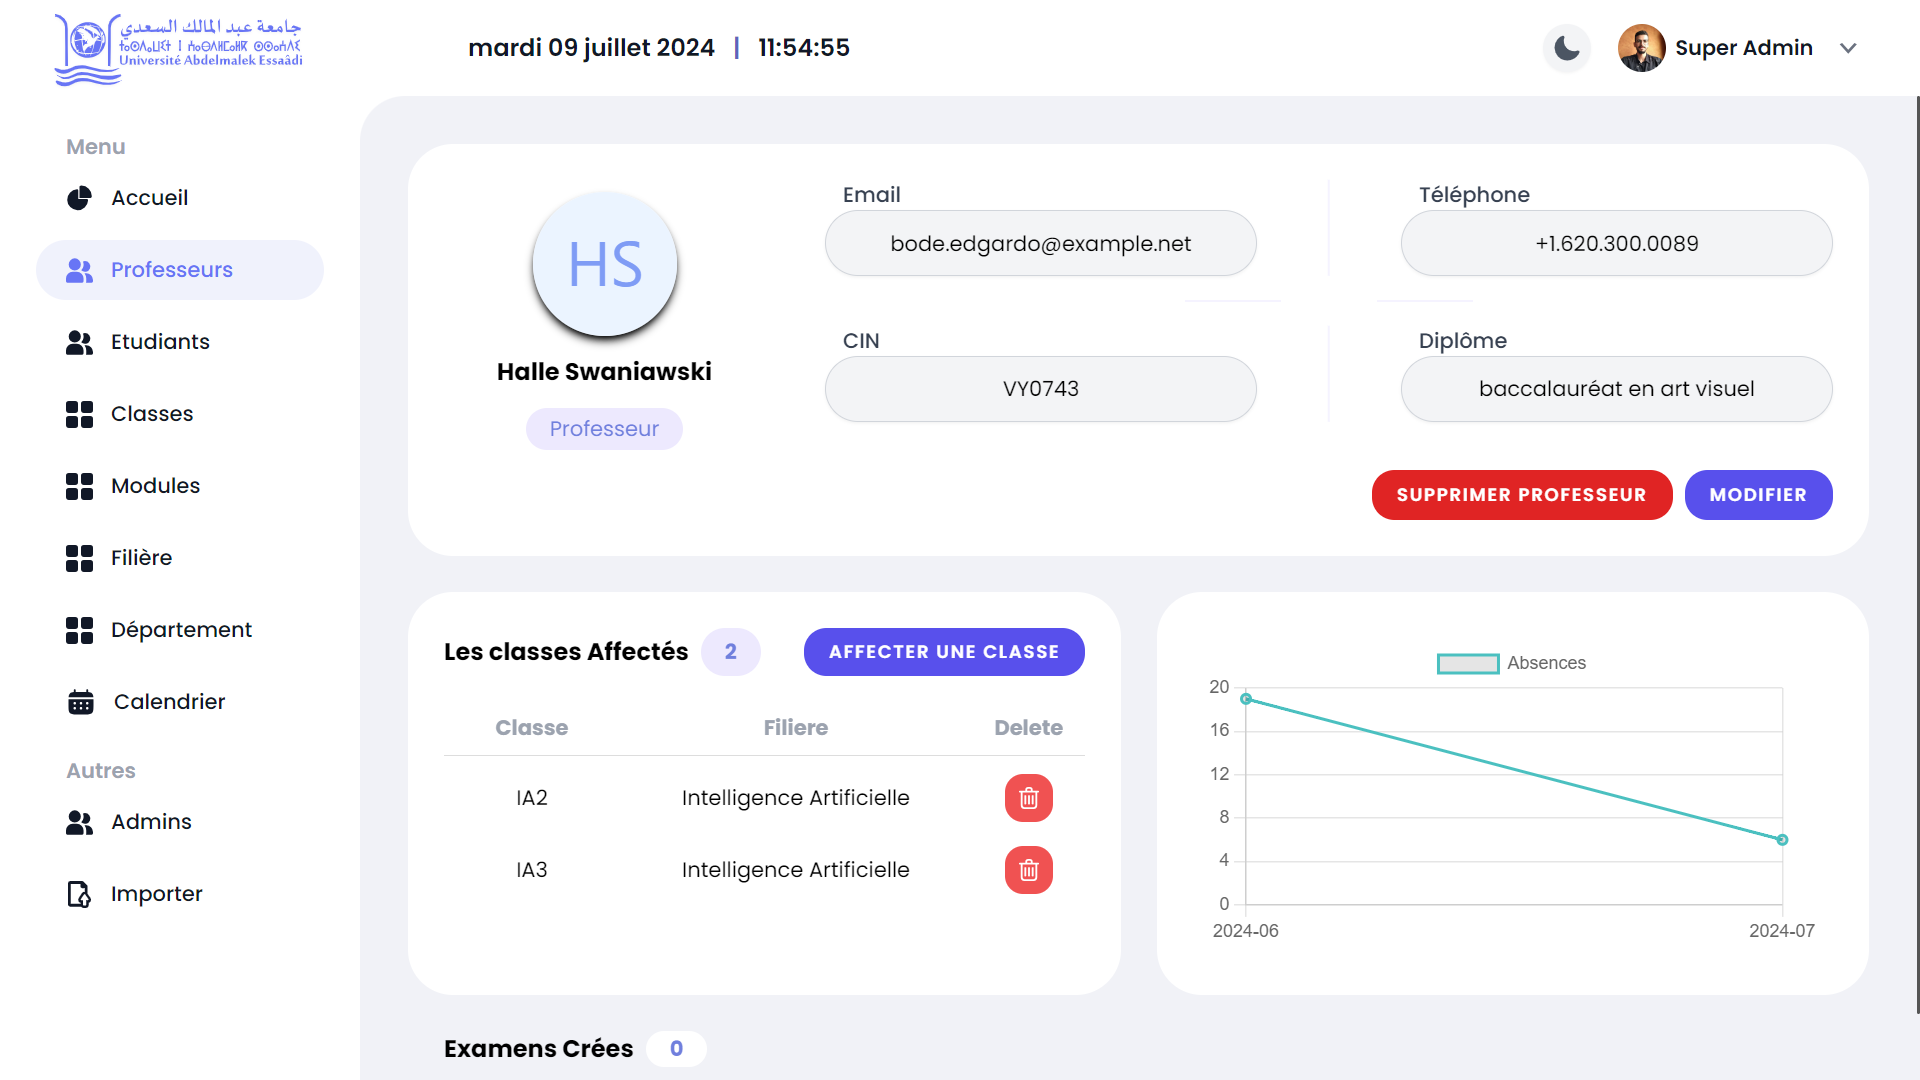 جامعة عبد المالك السعدي
Université Abdelmalek Essaâdi
mardi 09 juillet 2024 | 11:54:55
Super Admin
Menu
Accueil
Professeurs
Etudiants
Classes
Modules
Filière
Département
Calendrier
Autres
Admins
Importer
HS
Halle Swaniawski
Professeur
Email
bode.edgardo@example.net
Téléphone
+1.620.300.0089
CIN
VY0743
Diplôme
baccalauréat en art visuel
SUPPRIMER PROFESSEUR
MODIFIER
Les classes Affectés 2
AFFECTER UNE CLASSE
Classe Filiere Delete
IA2 Intelligence Artificielle
IA3 Intelligence Artificielle
Absences
20
16
12
8
4
0
2024-06 2024-07
Examens Crées 0